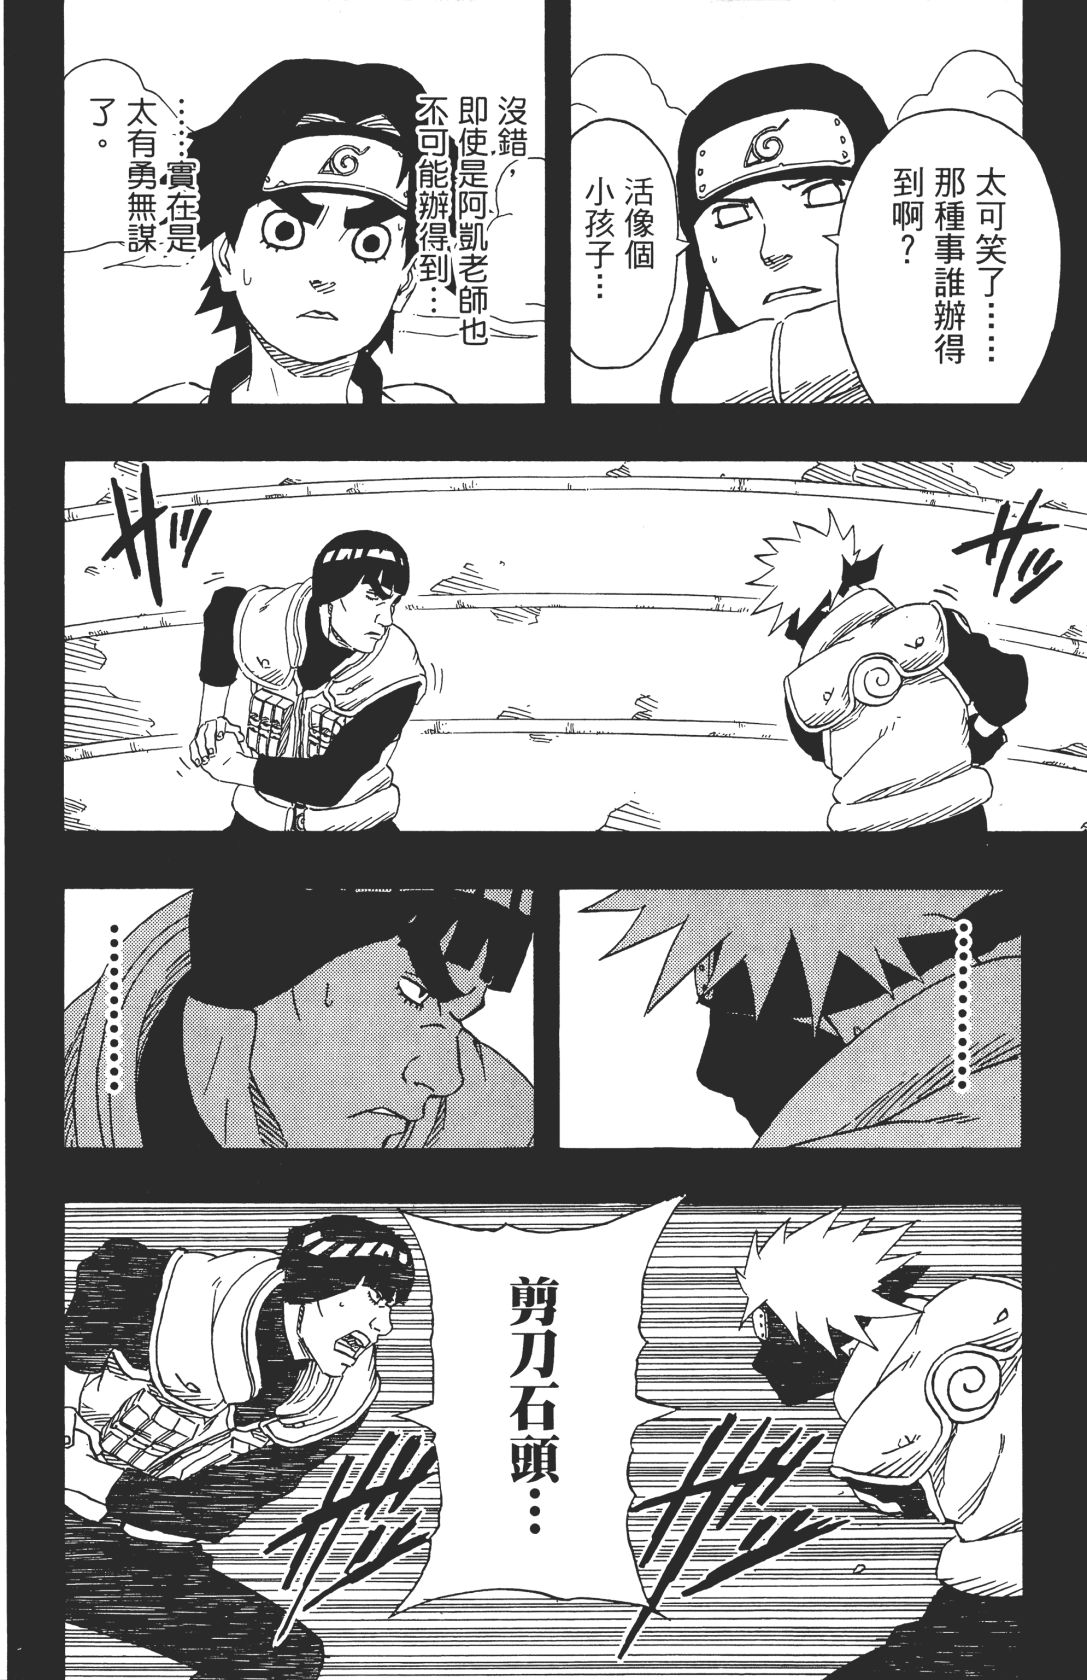 太可笑了⋯⋯
那種事誰辦得
到啊？
活像個
小孩子⋯
沒錯，
即使是阿凱老師也
不可能辦得到⋯
⋯⋯實在是
太有勇無謀
了。
ザッ
ザッ
⋯⋯⋯⋯
⋯⋯⋯⋯
剪刀石頭⋯
ザザッ
ザザッ